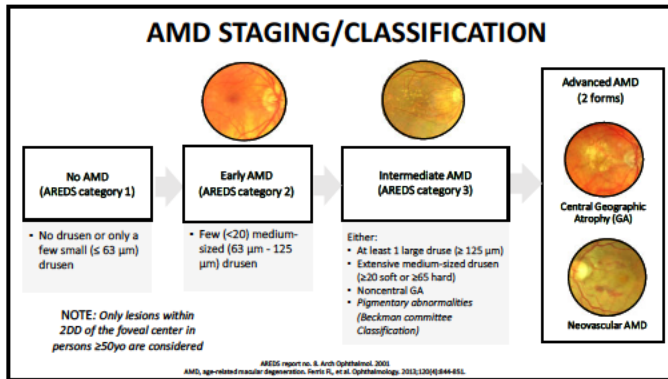 AMD STAGING/CLASSIFICATION
No AMD
(AREDS category 1)
• No drusen or only a
few small (≤ 63 µm)
drusen
Early AMD
(AREDS category 2)
• Few (<20) medium-
sized (63 µm - 125
µm) drusen
Intermediate AMD
(AREDS category 3)
Either:
• At least 1 large druse (≥ 125 µm)
• Extensive medium-sized drusen
(≥20 soft or ≥65 hard)
• Noncentral GA
• Pigmentary abnormalities
(Beckman committee
Classification)
Advanced AMD
(2 forms)
Central Geographic
Atrophy (GA)
Neovascular AMD
NOTE: Only lesions within
2DD of the foveal center in
persons ≥50yo are considered
AREDS report no. 8. Arch Ophthalmol. 2001
AMD, age-related macular degeneration. Ferris FL, et al. Ophthalmology. 2013;120(4):844-851.